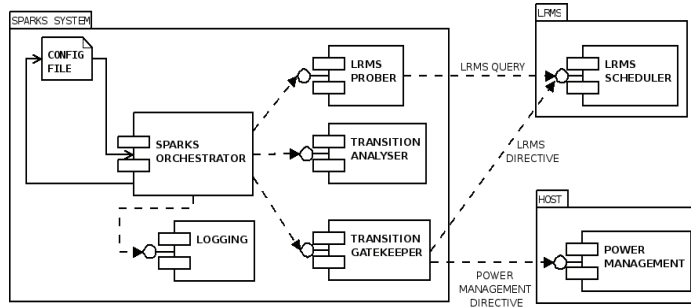 SPARKS SYSTEM
LRMS
CONFIG
FILE
LRMS
PROBER
LRMS QUERY
LRMS
SCHEDULER
SPARKS
ORCHESTRATOR
TRANSITION
ANALYSER
LRMS
DIRECTIVE
HOST
LOGGING
TRANSITION
GATEKEEPER
POWER
MANAGEMENT
POWER
MANAGEMENT
DIRECTIVE